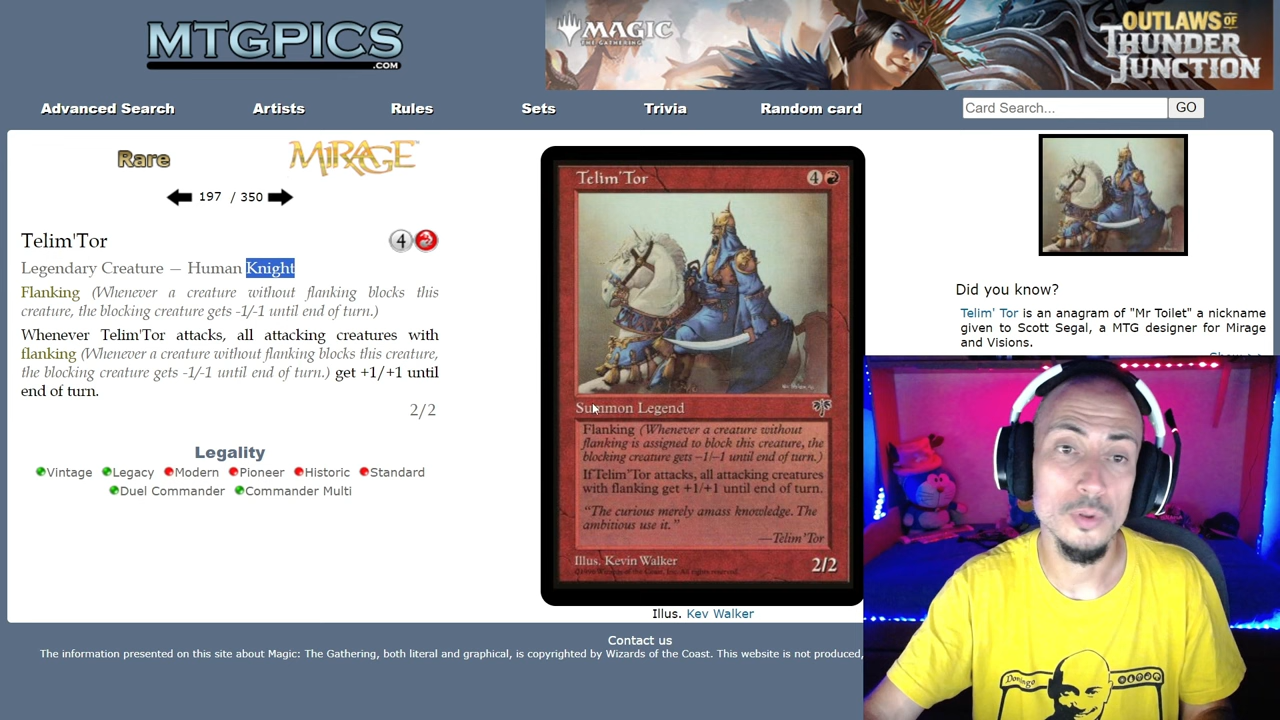 MTGPICS
.COM
MAGIC
THE GATHERING
OUTLAWS OF
THUNDER
JUNCTION
Advanced Search Artists Rules Sets Trivia Random card Card Search... GO
Rare MIRAGE
197 / 350
Telim'Tor 4
Legendary Creature — Human Knight
Flanking (Whenever a creature without flanking blocks this
creature, the blocking creature gets -1/-1 until end of turn.)
Whenever Telim'Tor attacks, all attacking creatures with
flanking (Whenever a creature without flanking blocks this creature,
the blocking creature gets -1/-1 until end of turn.) get +1/+1 until
end of turn.
2/2
Legality
Vintage Legacy Modern Pioneer Historic Standard
Duel Commander Commander Multi
Telim'Tor 4
Summon Legend
Flanking (Whenever a creature without
flanking is assigned to block this creature, the
blocking creature gets –1/–1 until end of turn.)
If Telim'Tor attacks, all attacking creatures
with flanking get +1/+1 until end of turn.
“The curious merely amass knowledge. The
ambitious use it.”
—Telim'Tor
Illus. Kevin Walker
2/2
Illus. Kev Walker
Did you know?
Telim' Tor is an anagram of "Mr Toilet" a nickname
given to Scott Segal, a MTG designer for Mirage
and Visions.
Contact us
The information presented on this site about Magic: The Gathering, both literal and graphical, is copyrighted by Wizards of the Coast. This website is not produced,
Domingo